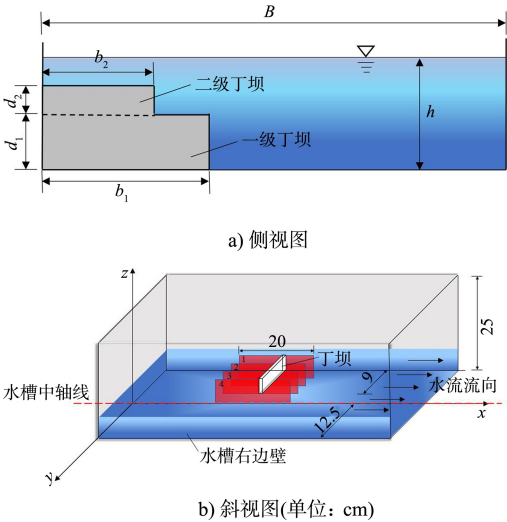 B
b₂
d₂
二级丁坝
h
d₁
一级丁坝
b₁
a) 侧视图
z
20
25
1
2
3
4
丁坝
9
水槽中轴线
水流流向
x
12.5
水槽右边壁
y
b) 斜视图(单位：cm)